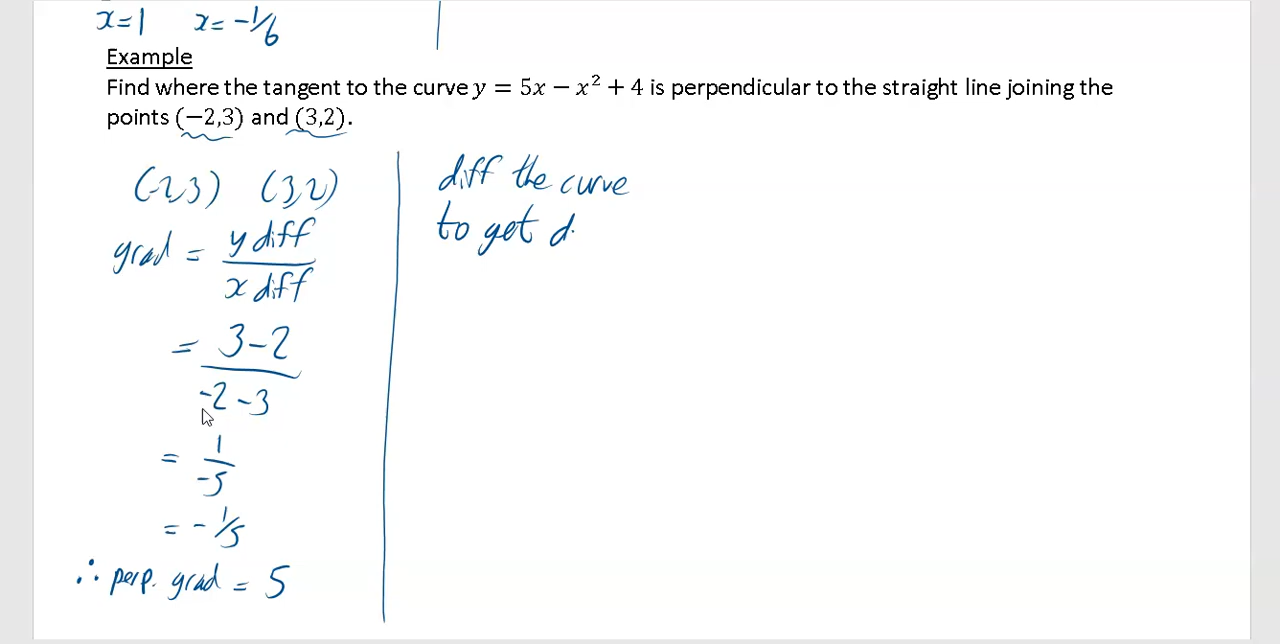 x=1 x= -1/6
Example
Find where the tangent to the curve y = 5x − x² + 4 is perpendicular to the straight line joining the
points (−2,3) and (3,2).
(-2,3) (3,2)
grad = y diff
x diff
= 3-2
-2-3
= 1
-5
= -1/5
∴ perp. grad = 5
diff the curve
to get d